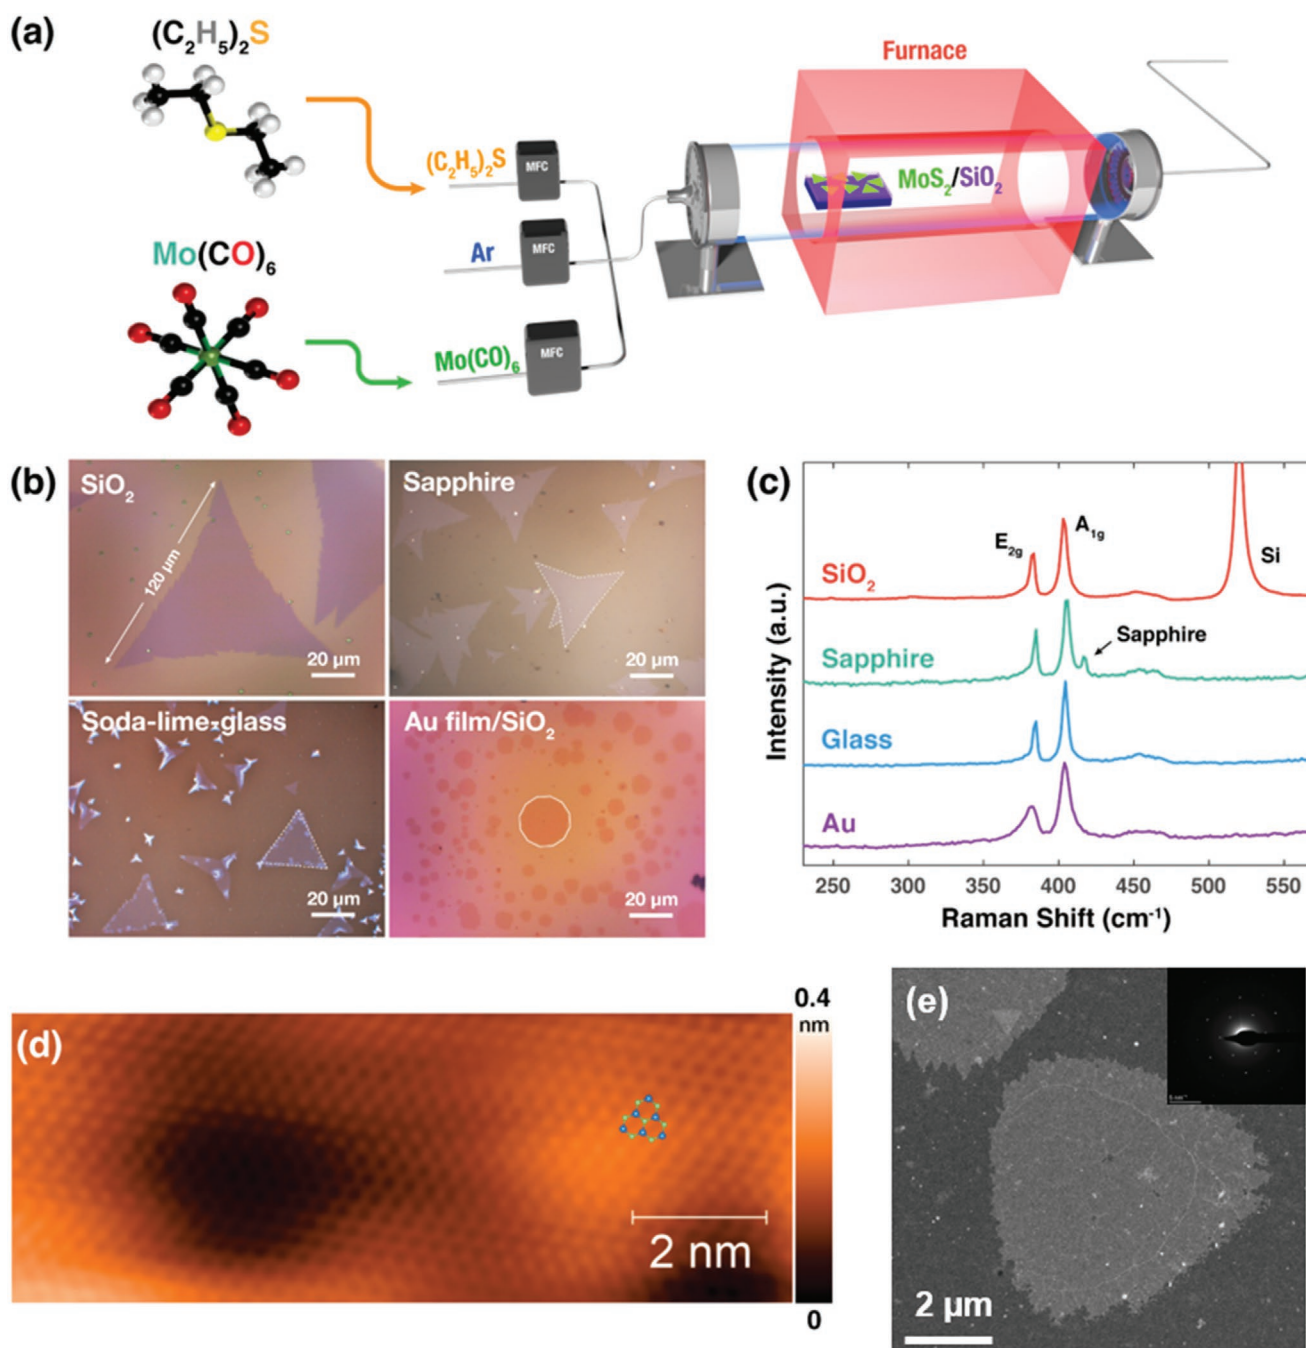 (a)
(C₂H₅)₂S
Furnace
(C₂H₅)₂S
MFC
MoS₂/SiO₂
Ar
MFC
Mo(CO)₆
Mo(CO)₆
MFC
(b)
SiO₂
120 µm
20 µm
Sapphire
20 µm
Soda-lime-glass
20 µm
Au film/SiO₂
20 µm
(c)
Intensity (a.u.)
E₂g
A₁g
Si
SiO₂
Sapphire
Sapphire
Glass
Au
250 300 350 400 450 500 550
Raman Shift (cm⁻¹)
(d)
2 nm
0.4
nm
0
(e)
2 µm